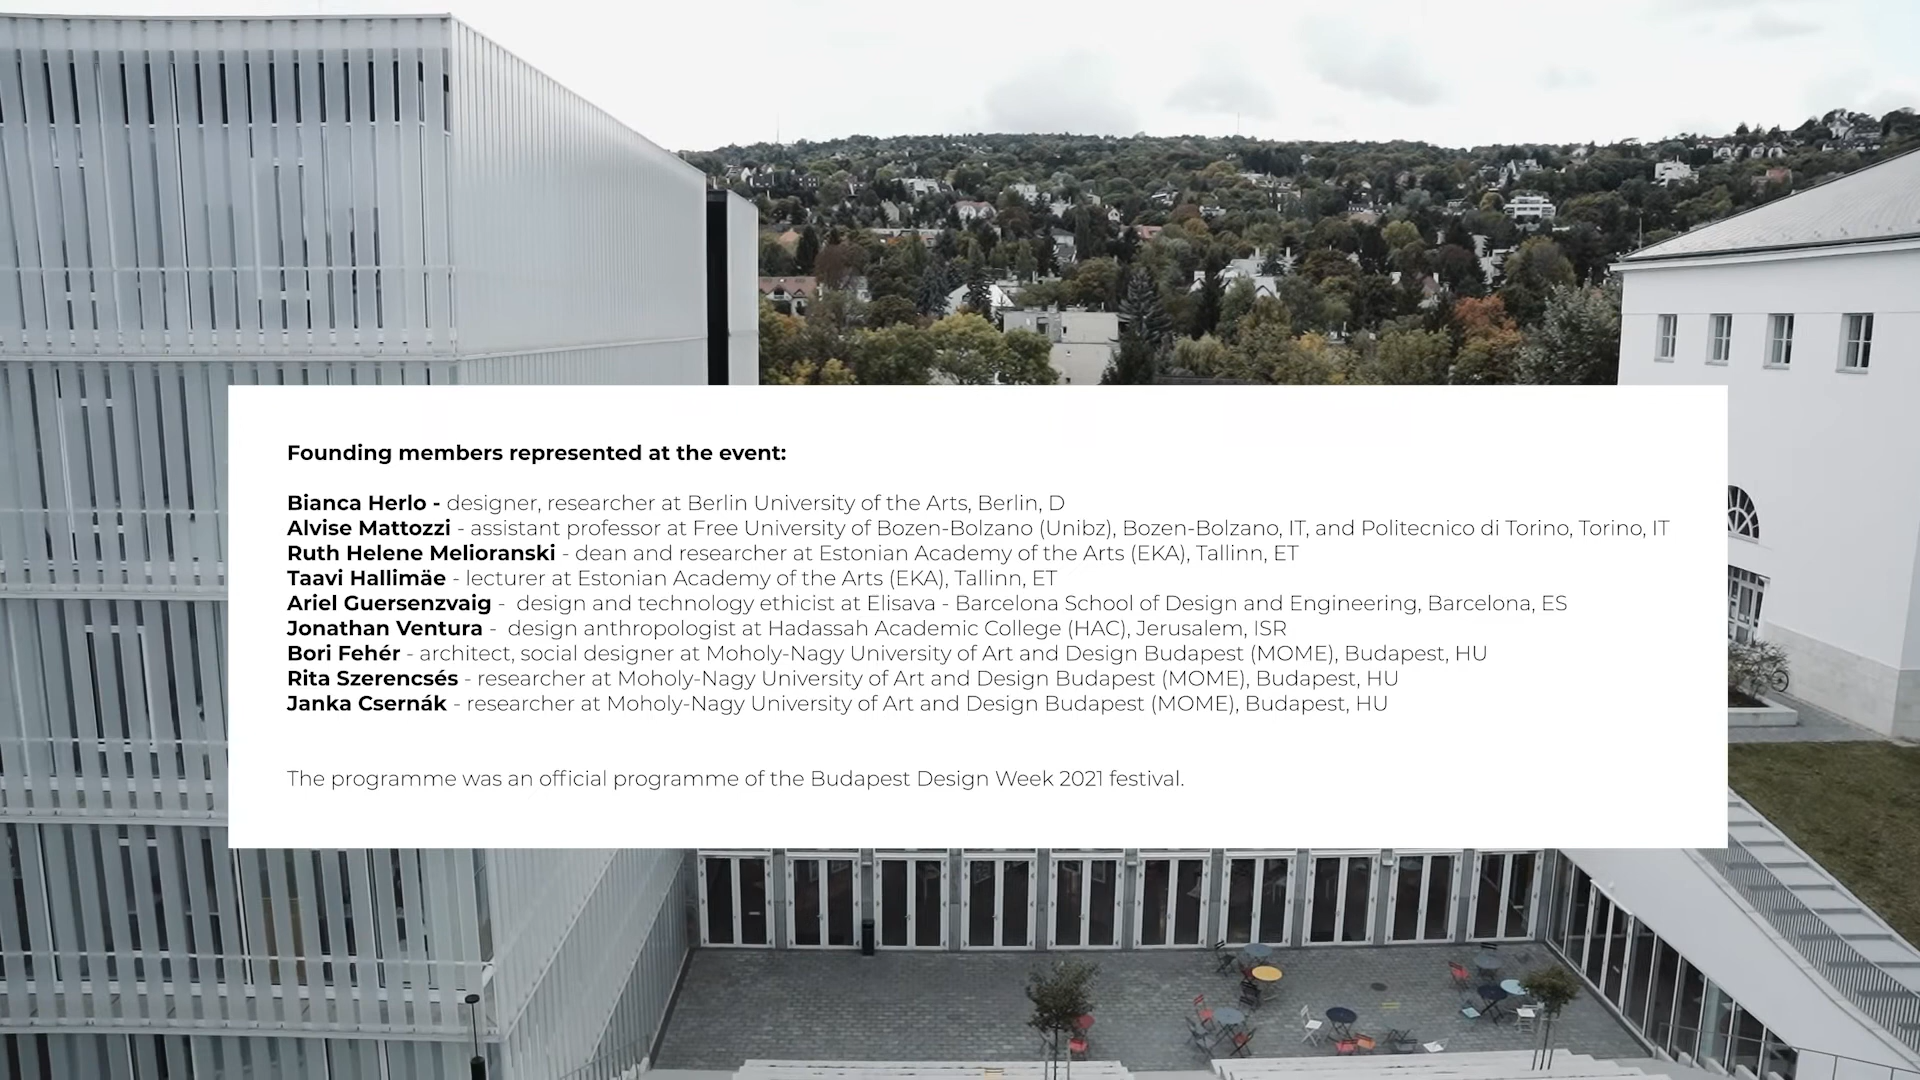 Founding members represented at the event:
Bianca Herlo - designer, researcher at Berlin University of the Arts, Berlin, D
Alvise Mattozzi - assistant professor at Free University of Bozen-Bolzano (Unibz), Bozen-Bolzano, IT, and Politecnico di Torino, Torino, IT
Ruth Helene Melioranski - dean and researcher at Estonian Academy of the Arts (EKA), Tallinn, ET
Taavi Hallimäe - lecturer at Estonian Academy of the Arts (EKA), Tallinn, ET
Ariel Guersenzvaig -  design and technology ethicist at Elisava - Barcelona School of Design and Engineering, Barcelona, ES
Jonathan Ventura -  design anthropologist at Hadassah Academic College (HAC), Jerusalem, ISR
Bori Fehér - architect, social designer at Moholy-Nagy University of Art and Design Budapest (MOME), Budapest, HU
Rita Szerencsés - researcher at Moholy-Nagy University of Art and Design Budapest (MOME), Budapest, HU
Janka Csernák - researcher at Moholy-Nagy University of Art and Design Budapest (MOME), Budapest, HU
The programme was an official programme of the Budapest Design Week 2021 festival.